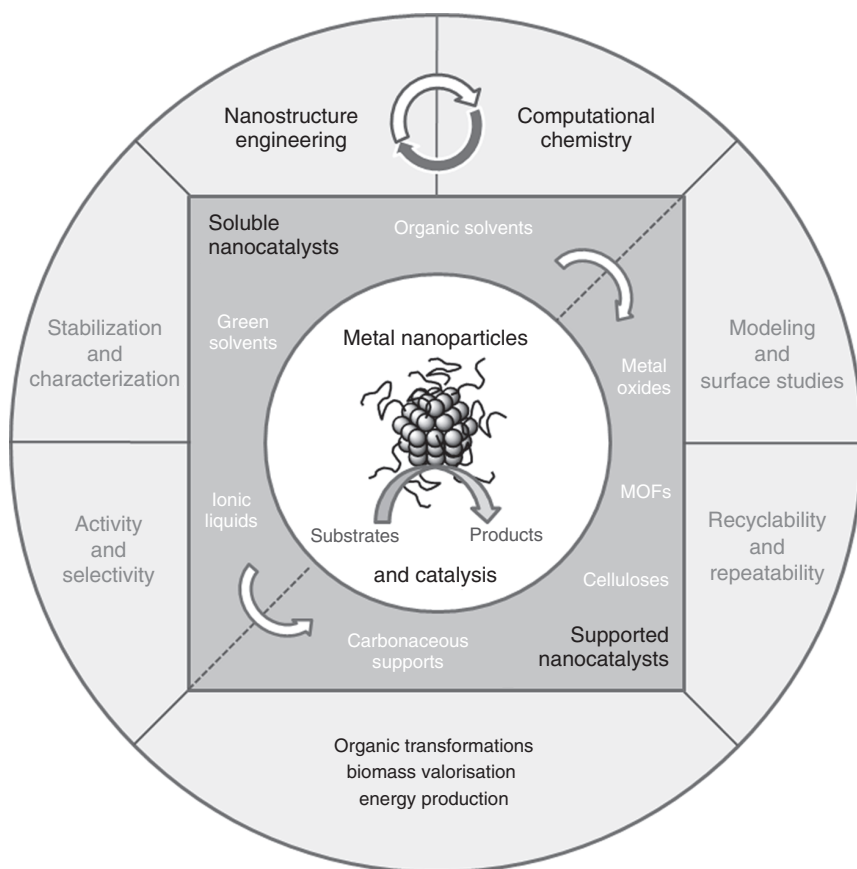 Nanostructure
engineering
Computational
chemistry
Soluble
nanocatalysts
Organic solvents
Green
solvents
Stabilization
and
characterization
Metal nanoparticles
Metal
oxides
Modeling
and
surface studies
Ionic
liquids
MOFs
Activity
and
selectivity
Substrates
Products
Recyclability
and
repeatability
and catalysis
Celluloses
Carbonaceous
supports
Supported
nanocatalysts
Organic transformations
biomass valorisation
energy production